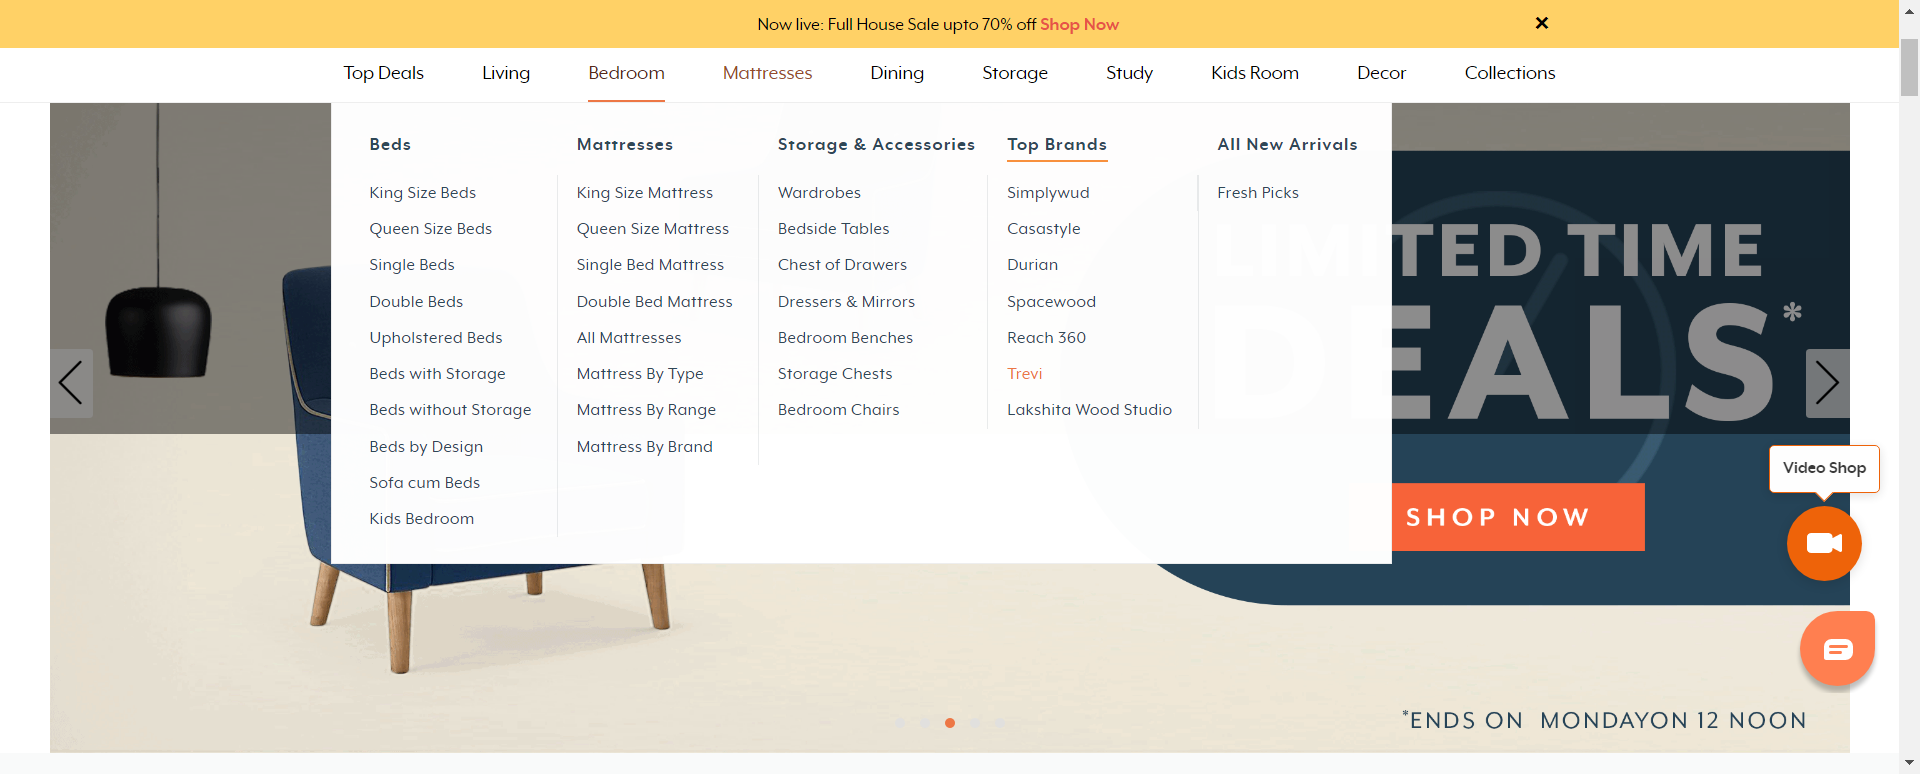 Now live: Full House Sale upto 70% off Shop Now
Top Deals
Living
Bedroom
Mattresses
Dining
Storage
Study
Kids Room
Decor
Collections
Beds
King Size Beds
Queen Size Beds
Single Beds
Double Beds
Upholstered Beds
Beds with Storage
Beds without Storage
Beds by Design
Sofa cum Beds
Kids Bedroom
Mattresses
King Size Mattress
Queen Size Mattress
Single Bed Mattress
Double Bed Mattress
All Mattresses
Mattress By Type
Mattress By Range
Mattress By Brand
Storage & Accessories
Wardrobes
Bedside Tables
Chest of Drawers
Dressers & Mirrors
Bedroom Benches
Storage Chests
Bedroom Chairs
Top Brands
Simplywud
Casastyle
Durian
Spacewood
Reach 360
Trevi
Lakshita Wood Studio
All New Arrivals
Fresh Picks
LIMITED TIME
DEALS*
SHOP NOW
Video Shop
*ENDS ON MONDAYON 12 NOON